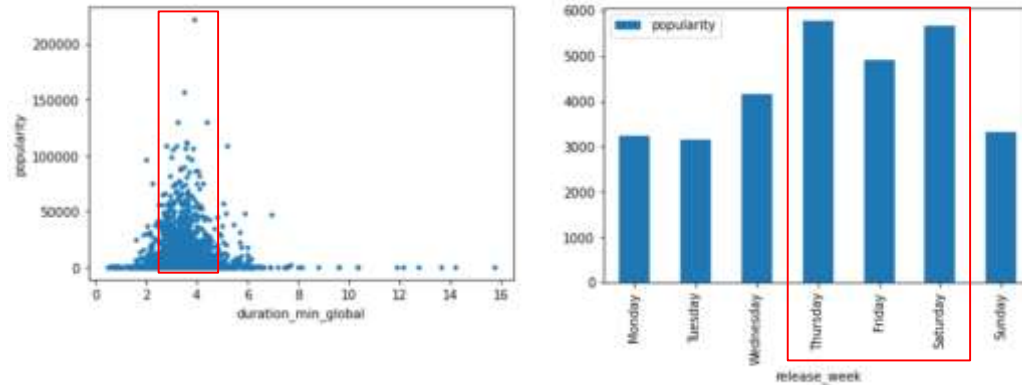 200000
150000
100000
50000
0
popularity
0 2 4 6 8 10 12 14 16
duration_min_global
6000
5000
4000
3000
2000
1000
0
popularity
Monday
Tuesday
Wednesday
Thursday
Friday
Saturday
Sunday
release_week